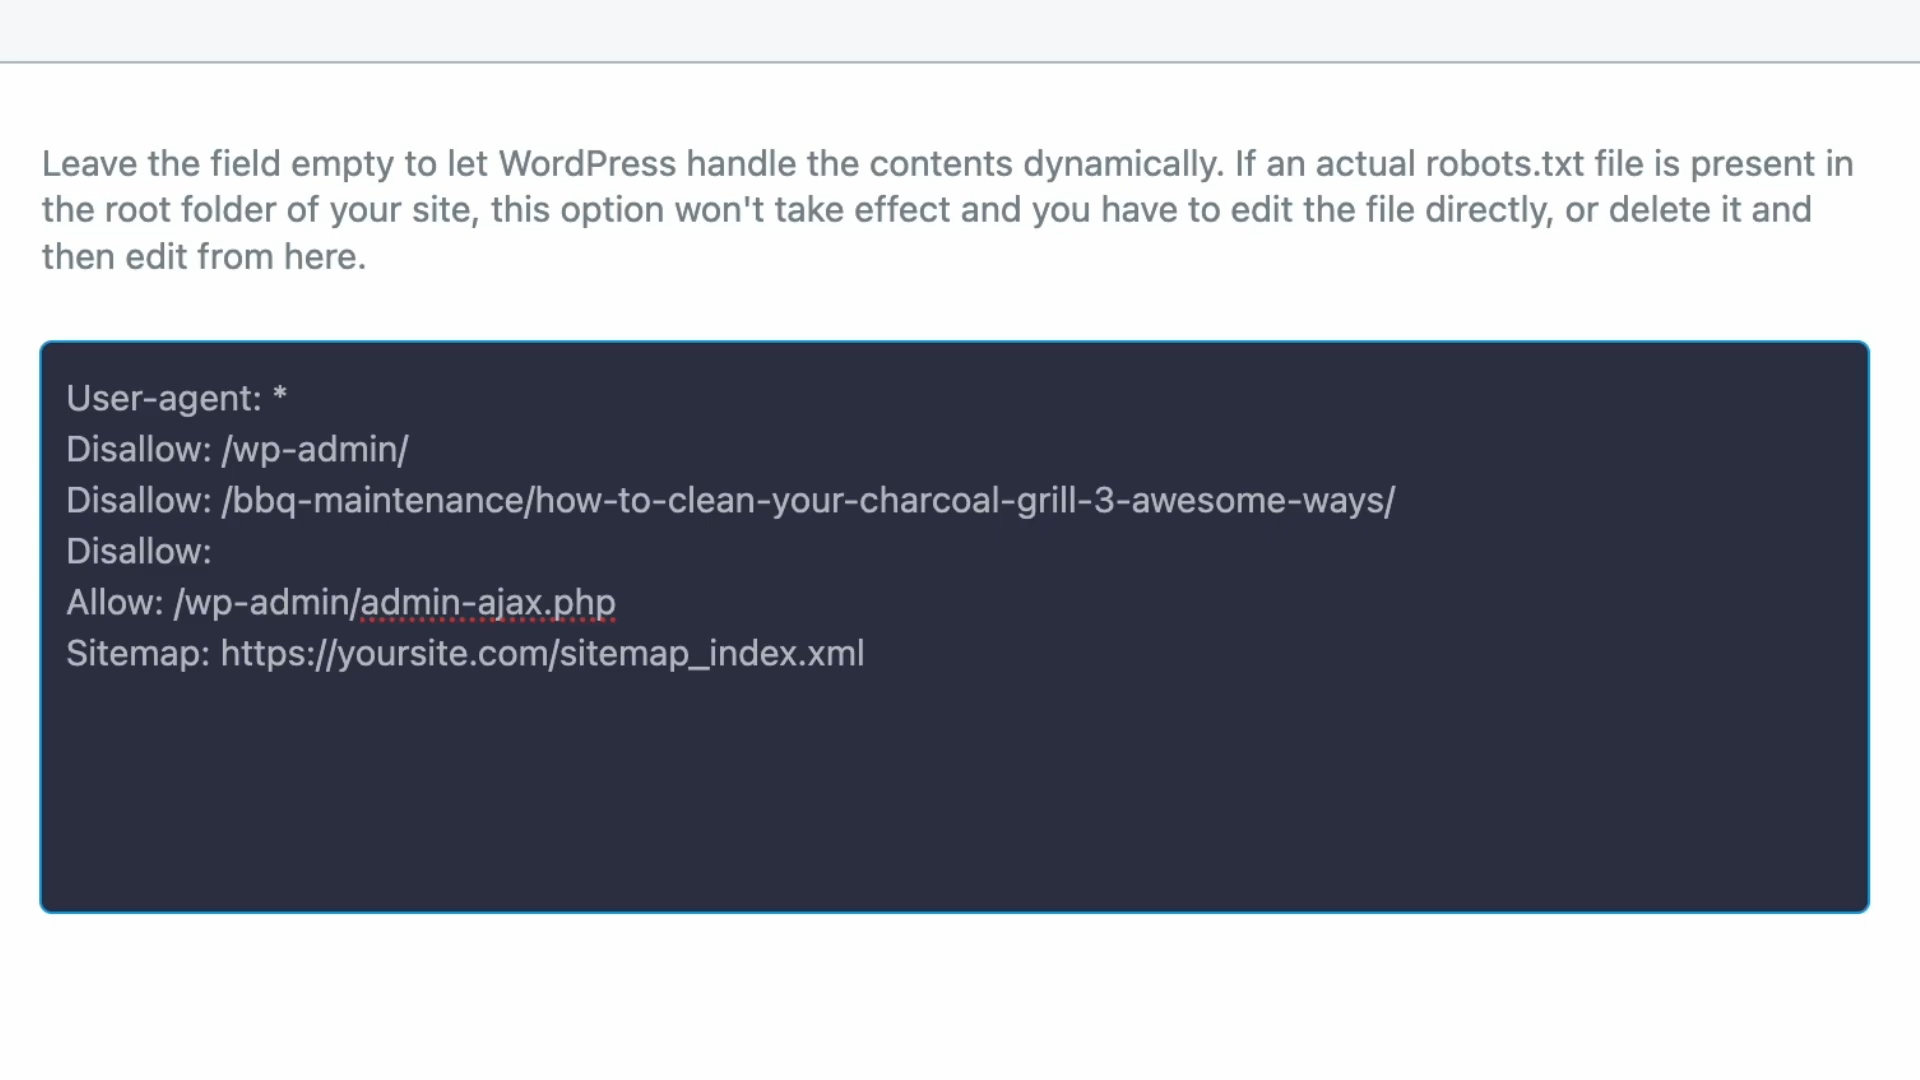 Leave the field empty to let WordPress handle the contents dynamically. If an actual robots.txt file is present in
the root folder of your site, this option won't take effect and you have to edit the file directly, or delete it and
then edit from here.
User-agent: *
Disallow: /wp-admin/
Disallow: /bbq-maintenance/how-to-clean-your-charcoal-grill-3-awesome-ways/
Disallow:
Allow: /wp-admin/admin-ajax.php
Sitemap: https://yoursite.com/sitemap_index.xml